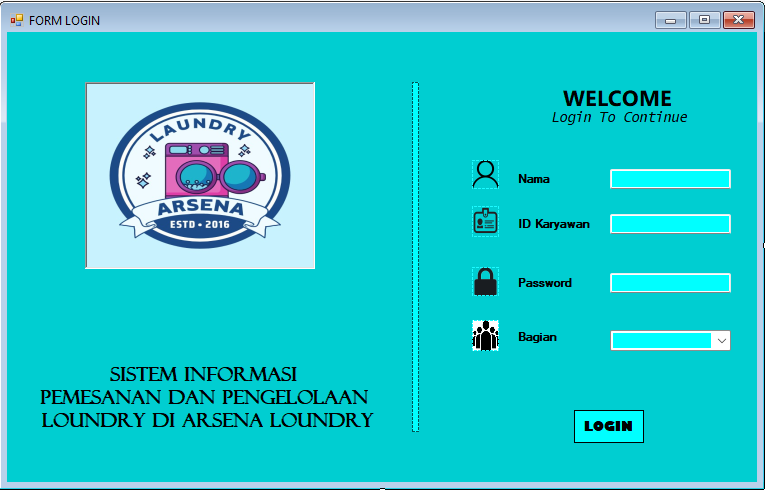 FORM LOGIN
LAUNDRY
ARSENA
ESTD • 2016
SISTEM INFORMASI
PEMESANAN DAN PENGELOLAAN
LOUNDRY DI ARSENA LOUNDRY
WELCOME
Login To Continue
Nama
ID Karyawan
Password
Bagian
LOGIN